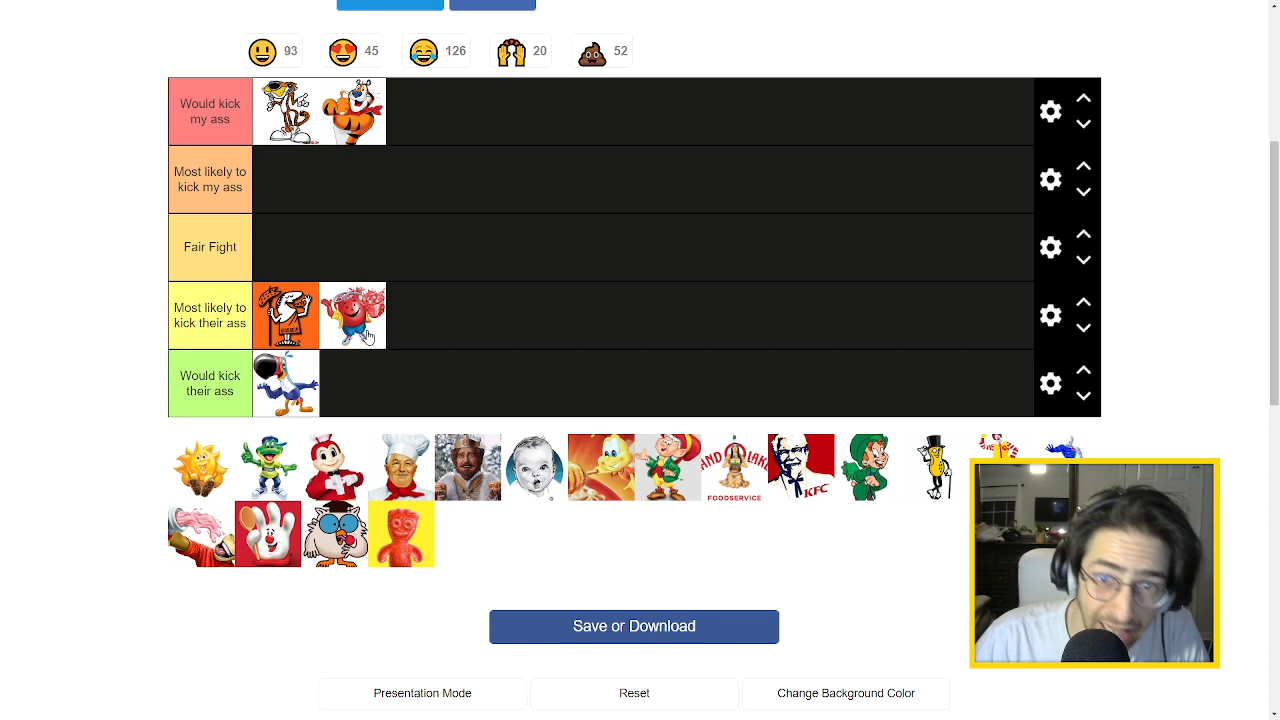 93
45
126
20
52
Would kick
my ass
Most likely to
kick my ass
Fair Fight
Most likely to
kick their ass
Would kick
their ass
AND LAKE
FOODSERVICE
KFC
Save or Download
Presentation Mode
Reset
Change Background Color